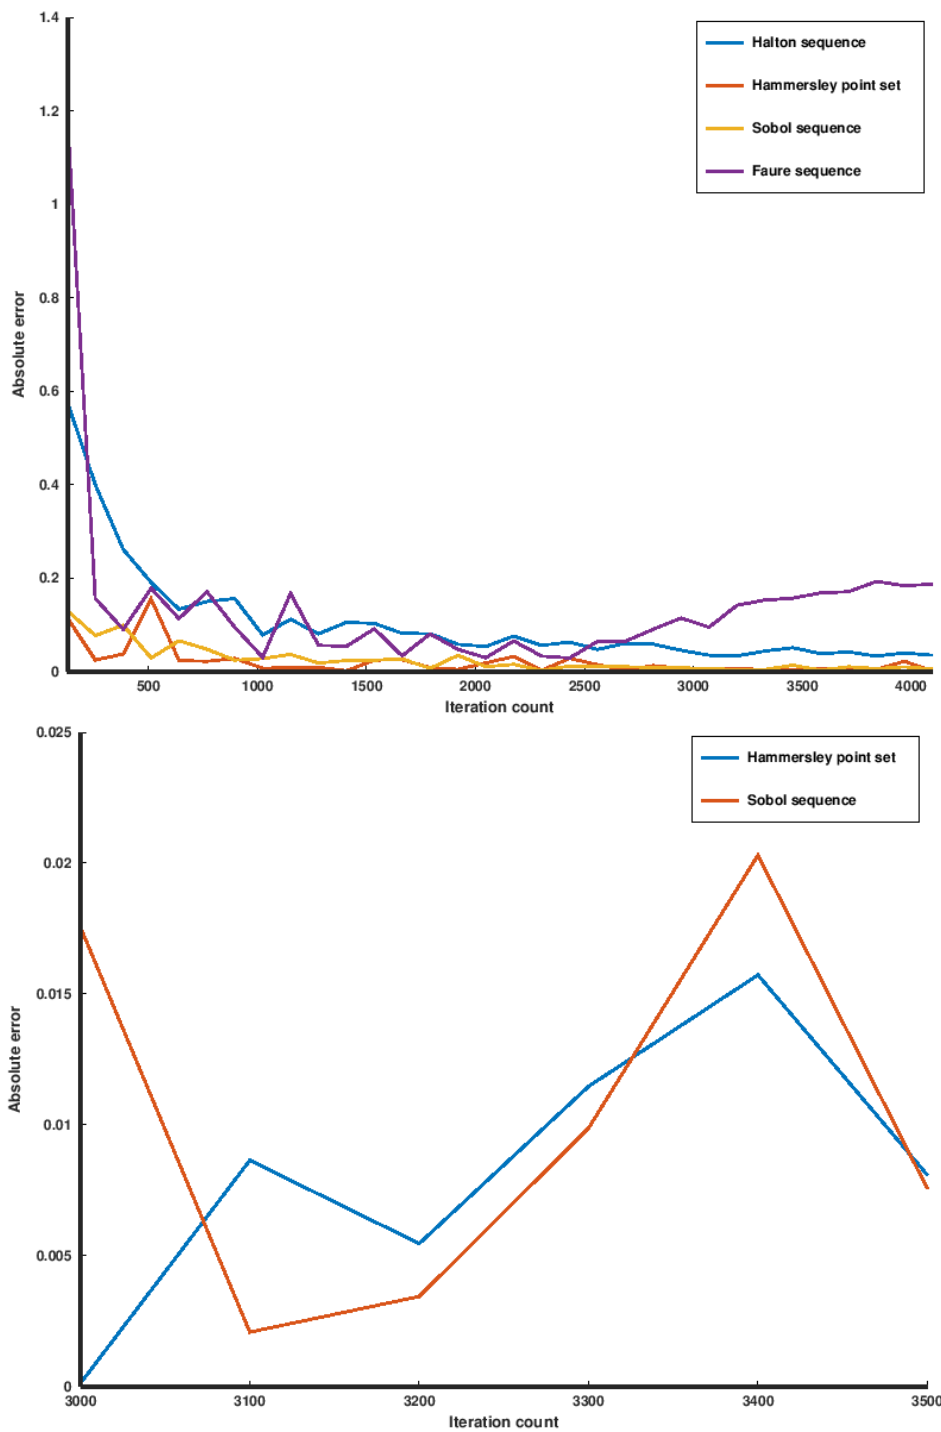 1.4
1.2
1
0.8
0.6
0.4
0.2
0
Absolute error
Halton sequence
Hammersley point set
Sobol sequence
Faure sequence
500 1000 1500 2000 2500 3000 3500 4000
Iteration count
0.025
0.02
0.015
0.01
0.005
0
Absolute error
Hammersley point set
Sobol sequence
3000 3100 3200 3300 3400 3500
Iteration count